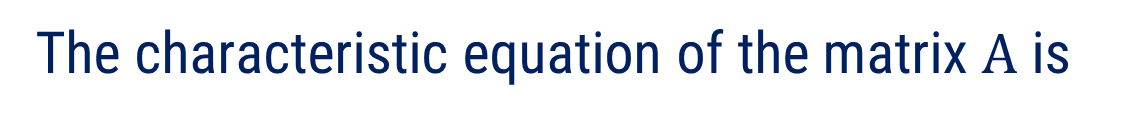 The characteristic equation of the matrix A is